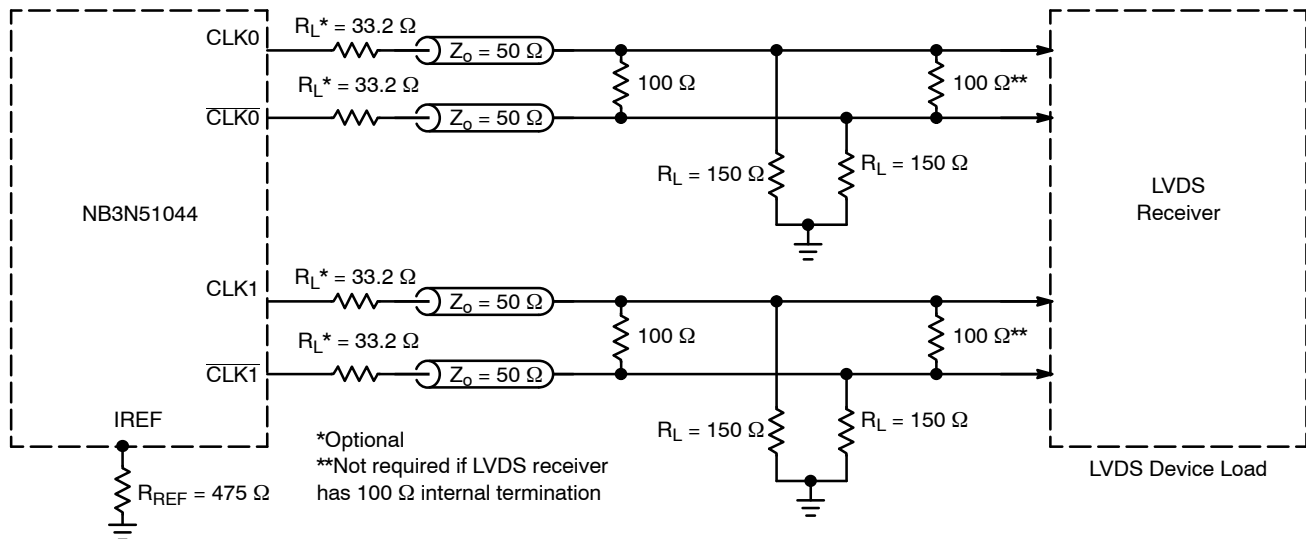 CLK0
R_L* = 33.2 Ω
Z_o = 50 Ω
100 Ω
100 Ω**
R_L* = 33.2 Ω
C̅L̅K̅0̅
Z_o = 50 Ω
R_L = 150 Ω
R_L = 150 Ω
NB3N51044
LVDS
Receiver
CLK1
R_L* = 33.2 Ω
Z_o = 50 Ω
100 Ω
100 Ω**
R_L* = 33.2 Ω
C̅L̅K̅1̅
Z_o = 50 Ω
R_L = 150 Ω
R_L = 150 Ω
IREF
R_REF = 475 Ω
*Optional
**Not required if LVDS receiver
has 100 Ω internal termination
LVDS Device Load